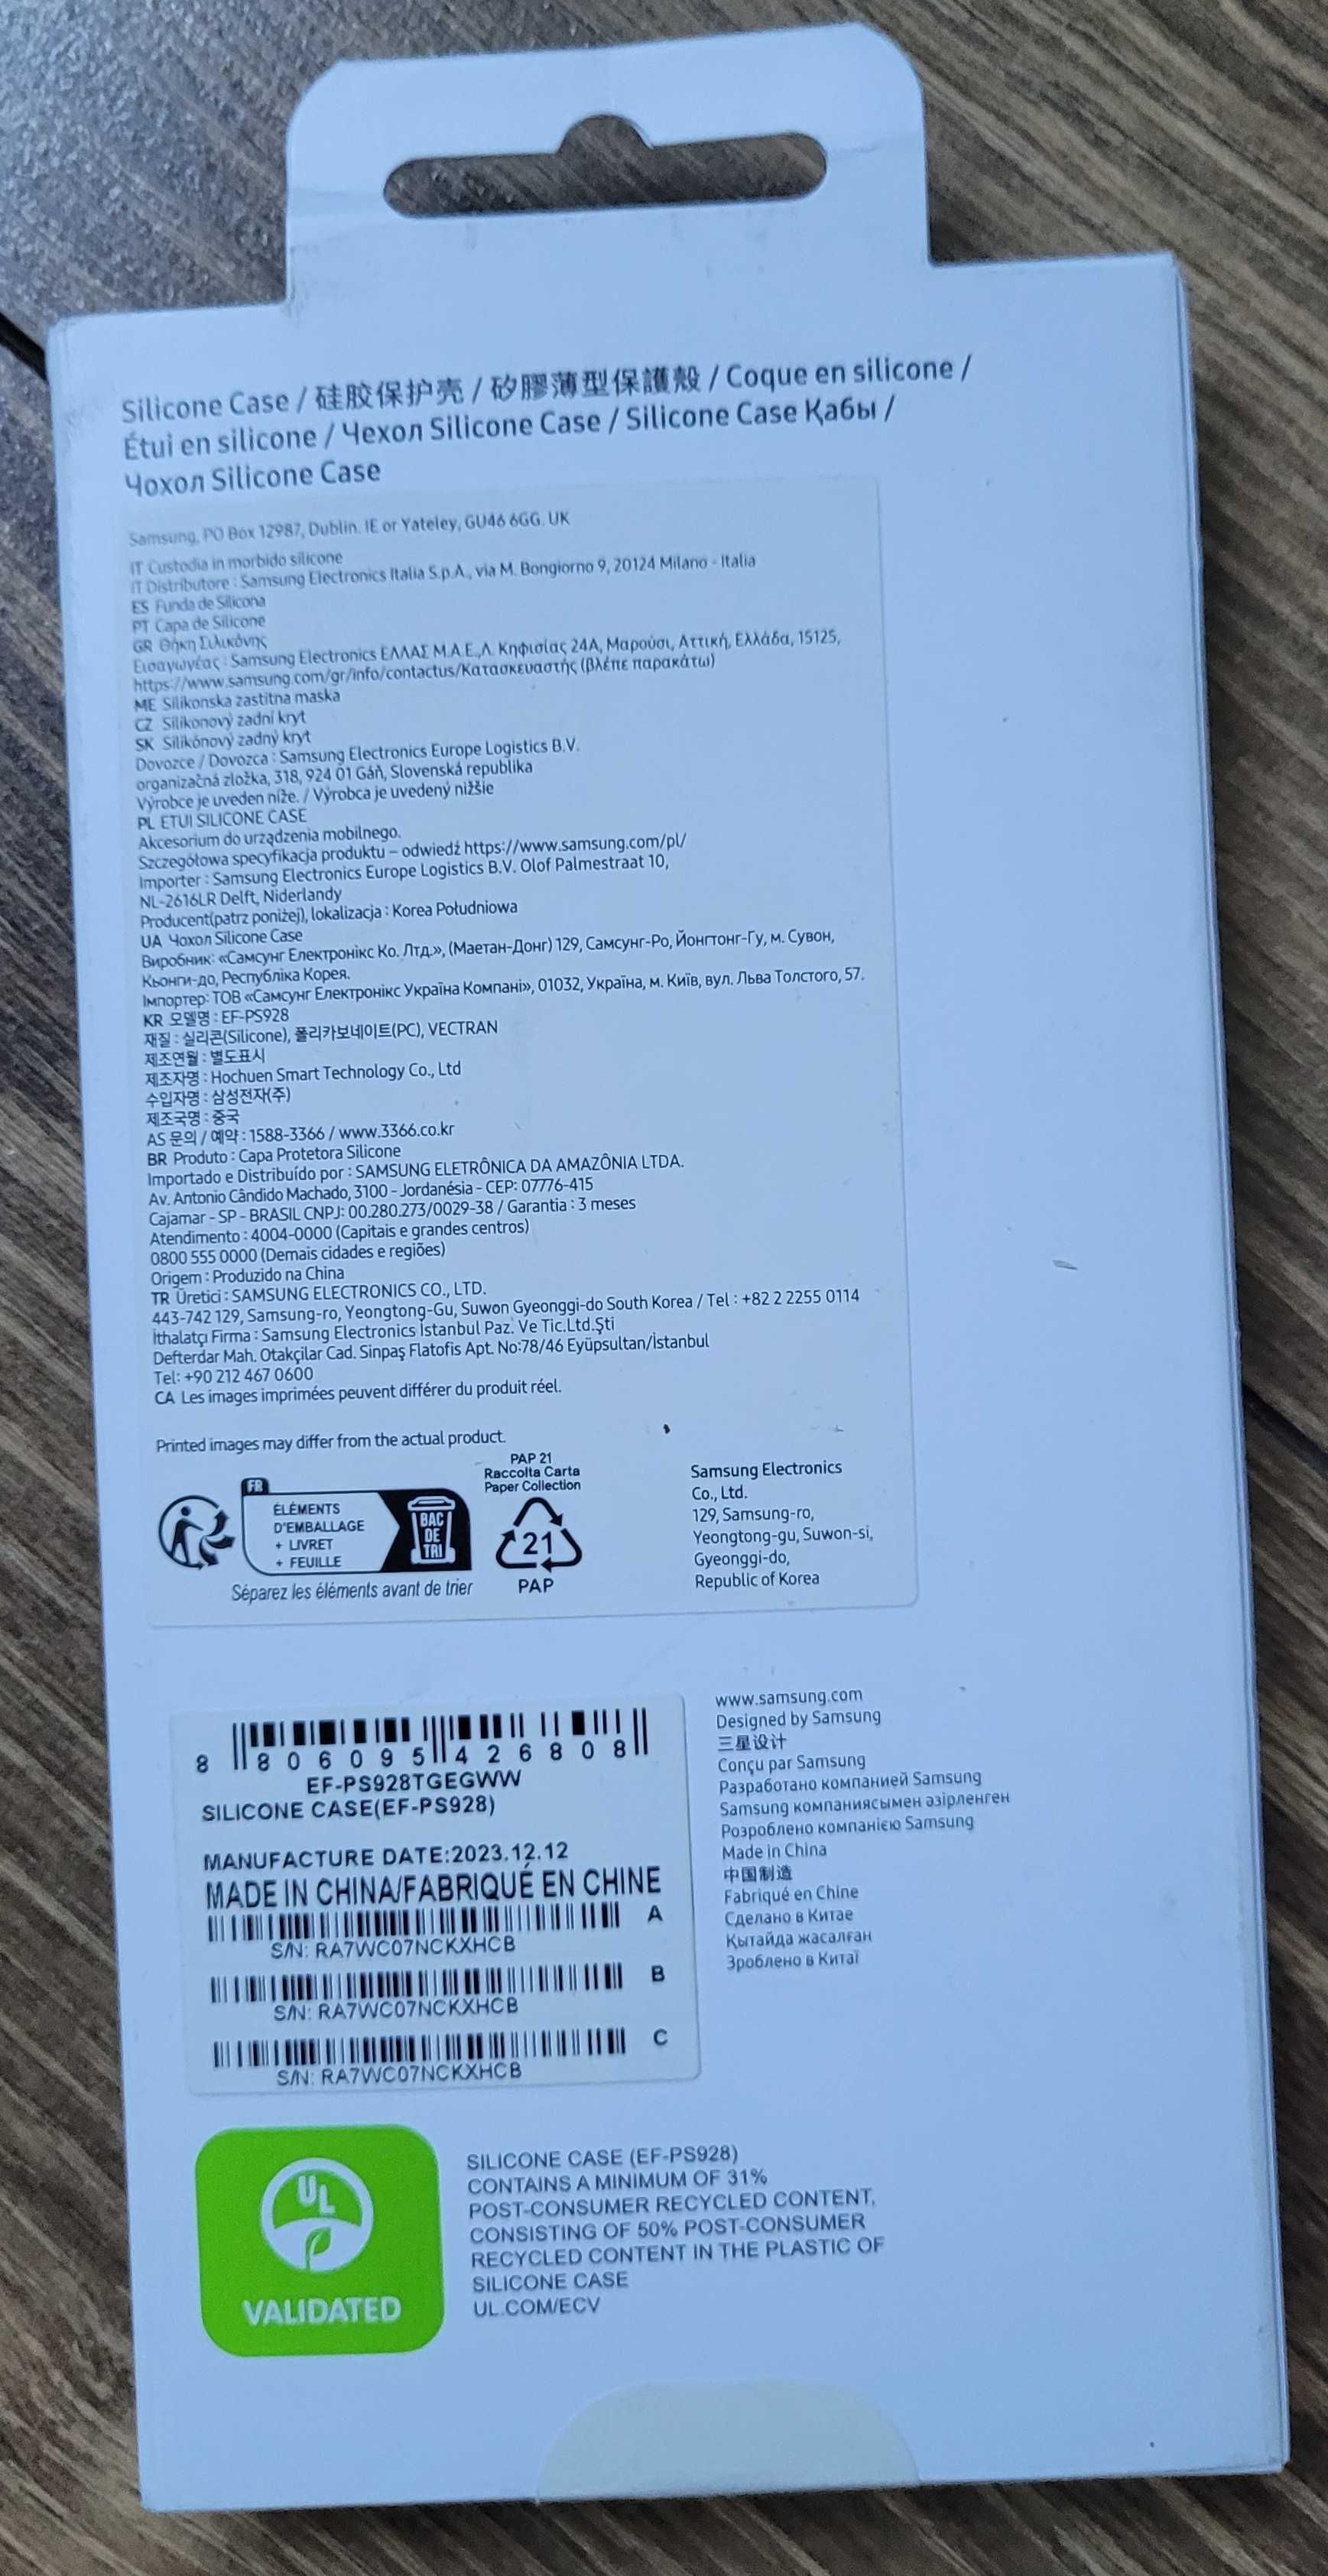 Silicone Case / 硅胶保护壳 / 矽膠薄型保護殼 / Coque en silicone /
Étui en silicone / Чехол Silicone Case / Silicone Case Қабы /
Чохол Silicone Case
Samsung, PO Box 12987, Dublin. IE or Yateley, GU46 6GG. UK
IT Custodia in morbido silicone
IT Distributore : Samsung Electronics Italia S.p.A., via M. Bongiorno 9, 20124 Milano - Italia
ES Funda de Silicona
PT Capa de Silicone
GR Θήκη Σιλικόνης
Εισαγωγέας : Samsung Electronics ΕΛΛΑΣ Μ.Α.Ε.,Λ. Κηφισίας 24Α, Μαρούσι, Αττική, Ελλάδα, 15125,
https://www.samsung.com/gr/info/contactus/Κατασκευαστής (βλέπε παρακάτω)
ME Silikonska zastitna maska
CZ Silikonový zadní kryt
SK Silikónový zadný kryt
Dovozce / Dovozca : Samsung Electronics Europe Logistics B.V.
organizačná zložka, 318, 924 01 Gáň, Slovenská republika
Výrobce je uveden níže. / Výrobca je uvedený nižšie
PL ETUI SILICONE CASE
Akcesorium do urządzenia mobilnego.
Szczegółowa specyfikacja produktu – odwiedź https://www.samsung.com/pl/
Importer : Samsung Electronics Europe Logistics B.V. Olof Palmestraat 10,
NL-2616LR Delft, Niderlandy
Producent(patrz poniżej), lokalizacja : Korea Południowa
UA Чохол Silicone Case
Виробник: «Самсунг Електронікс Ко. Лтд.», (Маетан-Донг) 129, Самсунг-Ро, Йонгтонг-Гу, м. Сувон,
Кьонги-до, Республіка Корея.
Імпортер: ТОВ «Самсунг Електронікс Україна Компані», 01032, Україна, м. Київ, вул. Льва Толстого, 57.
KR 모델명 : EF-PS928
재질 : 실리콘(Silicone), 폴리카보네이트(PC), VECTRAN
제조연월 : 별도표시
제조자명 : Hochuen Smart Technology Co., Ltd
수입자명 : 삼성전자(주)
제조국명 : 중국
AS 문의 / 예약 : 1588-3366 / www.3366.co.kr
BR Produto : Capa Protetora Silicone
Importado e Distribuído por : SAMSUNG ELETRÔNICA DA AMAZÔNIA LTDA.
Av. Antonio Cândido Machado, 3100 - Jordanésia - CEP: 07776-415
Cajamar - SP - BRASIL CNPJ: 00.280.273/0029-38 / Garantia : 3 meses
Atendimento : 4004-0000 (Capitais e grandes centros)
0800 555 0000 (Demais cidades e regiões)
Origem : Produzido na China
TR Üretici : SAMSUNG ELECTRONICS CO., LTD.
443-742 129, Samsung-ro, Yeongtong-Gu, Suwon Gyeonggi-do South Korea / Tel : +82 2 2255 0114
İthalatçı Firma : Samsung Electronics İstanbul Paz. Ve Tic.Ltd.Şti
Defterdar Mah. Otakçilar Cad. Sinpaş Flatofis Apt. No:78/46 Eyüpsultan/İstanbul
Tel: +90 212 467 0600
CA Les images imprimées peuvent différer du produit réel.
Printed images may differ from the actual product.
FR
ÉLÉMENTS
D'EMBALLAGE
+ LIVRET
+ FEUILLE
BAC
DE
TRI
Séparez les éléments avant de trier
PAP 21
Raccolta Carta
Paper Collection
21
PAP
Samsung Electronics
Co., Ltd.
129, Samsung-ro,
Yeongtong-gu, Suwon-si,
Gyeonggi-do,
Republic of Korea
8 806095 426808
EF-PS928TGEGWW
SILICONE CASE(EF-PS928)
MANUFACTURE DATE:2023.12.12
MADE IN CHINA/FABRIQUÉ EN CHINE
A
S/N: RA7WC07NCKXHCB
B
S/N: RA7WC07NCKXHCB
C
S/N: RA7WC07NCKXHCB
www.samsung.com
Designed by Samsung
三星设计
Conçu par Samsung
Разработано компанией Samsung
Samsung компаниясымен әзірленген
Розроблено компанією Samsung
Made in China
中国制造
Fabriqué en Chine
Сделано в Китае
Қытайда жасалған
Зроблено в Китаї
UL
VALIDATED
SILICONE CASE (EF-PS928)
CONTAINS A MINIMUM OF 31%
POST-CONSUMER RECYCLED CONTENT,
CONSISTING OF 50% POST-CONSUMER
RECYCLED CONTENT IN THE PLASTIC OF
SILICONE CASE
UL.COM/ECV